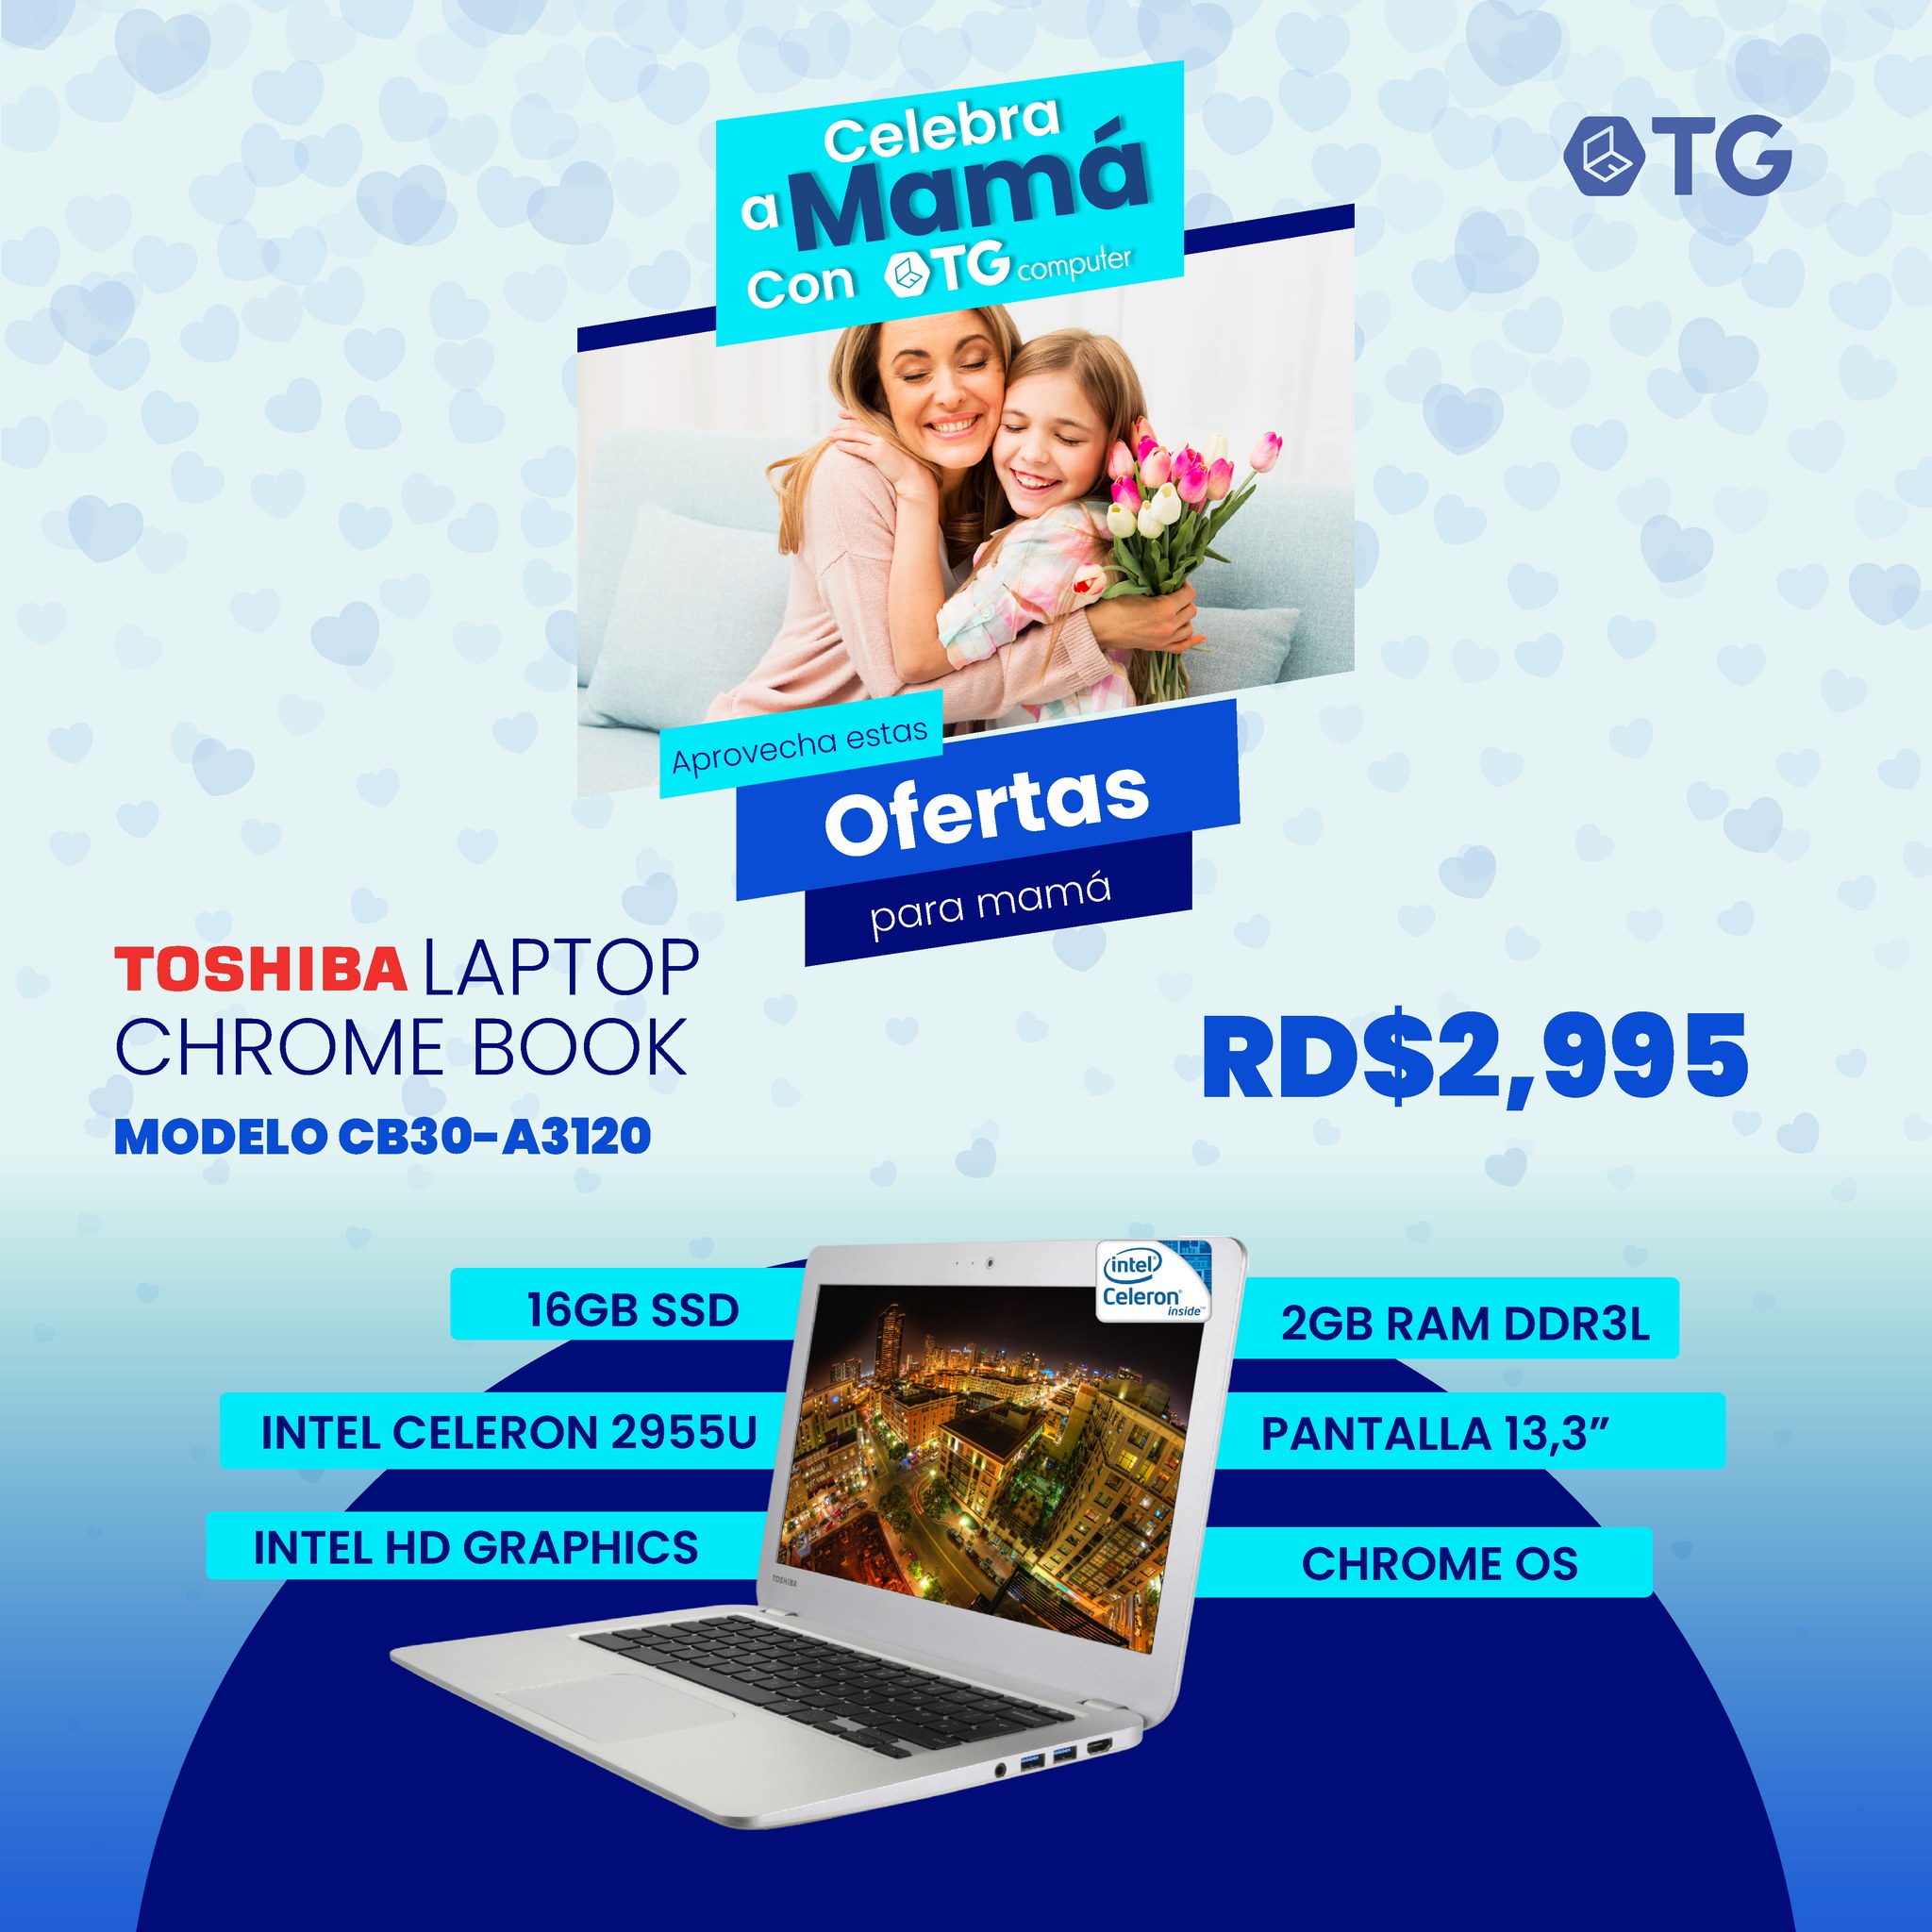 Celebra
a Mamá
Con TG computer
TG
Aprovecha estas
Ofertas
para mamá
TOSHIBA LAPTOP
CHROME BOOK
MODELO CB30-A3120
RD$2,995
16GB SSD
INTEL CELERON 2955U
INTEL HD GRAPHICS
intel
Celeron
inside™
TOSHIBA
2GB RAM DDR3L
PANTALLA 13,3”
CHROME OS